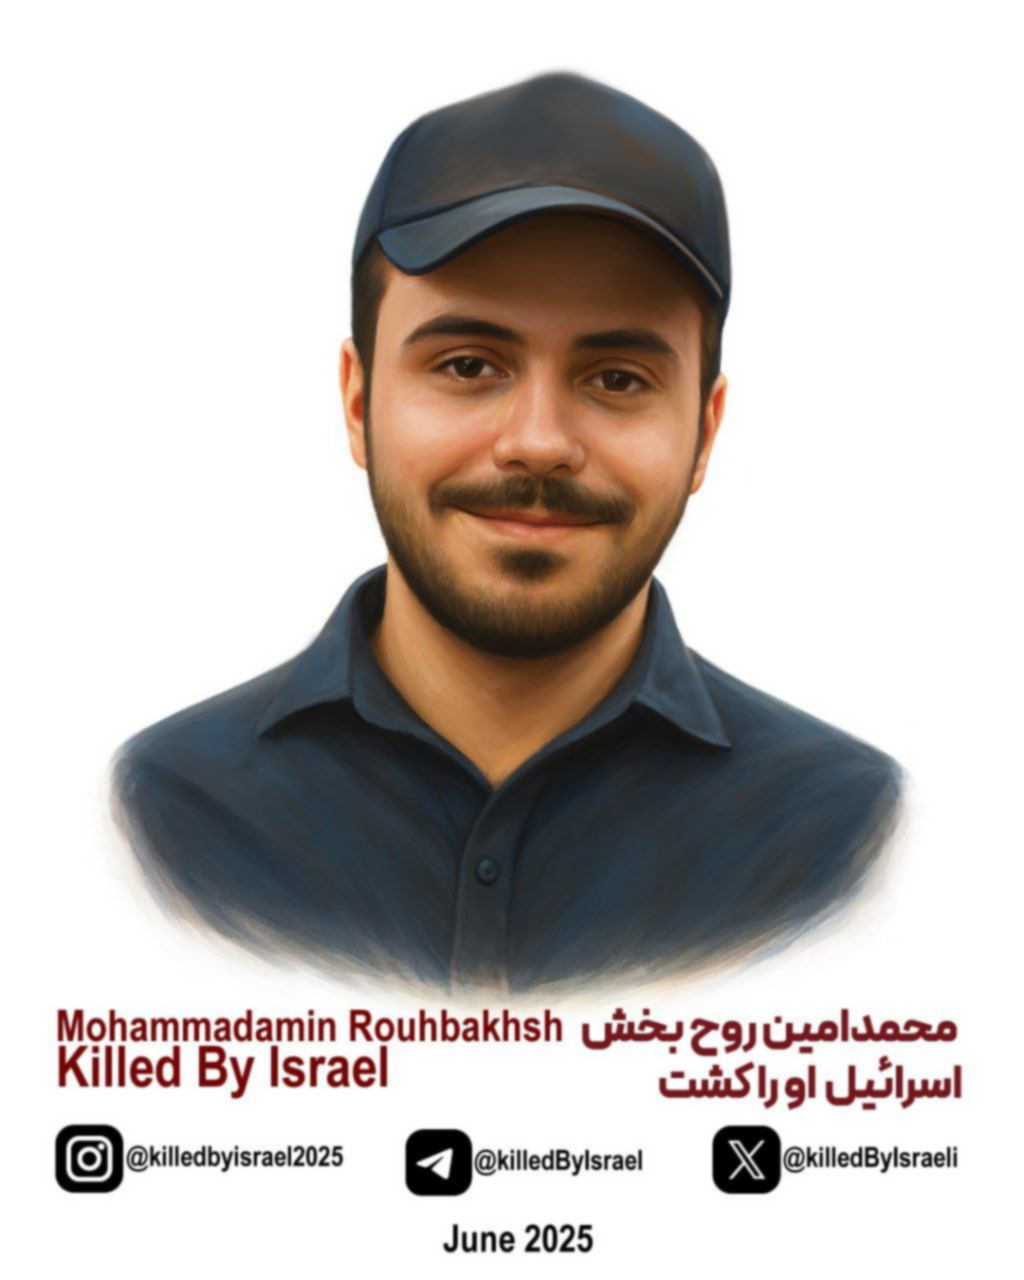 Mohammadamin Rouhbakhsh
Killed By Israel
محمدامین روح بخش
اسرائیل او را کشت
@killedbyisrael2025
@killedByIsrael
@killedByIsraeli
June 2025